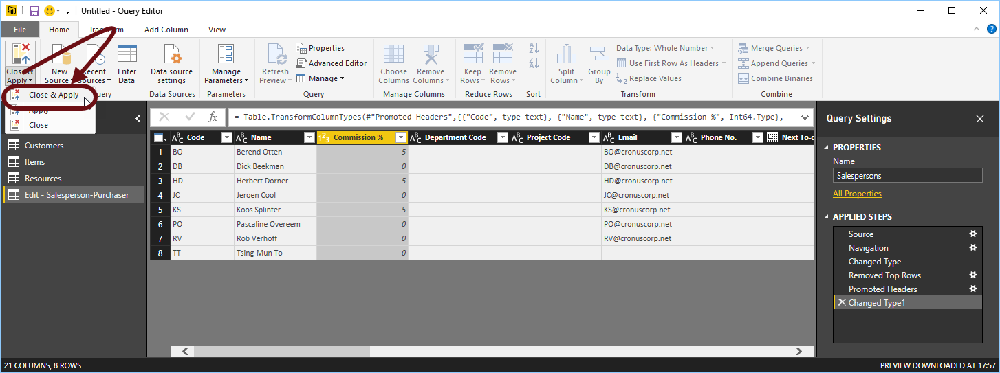 Untitled - Query Editor
File Home Transform Add Column View
Close & Apply
New Source
Recent Sources
Enter Data
Data source settings
Manage Parameters
Refresh Preview
Properties
Advanced Editor
Manage
Choose Columns
Remove Columns
Keep Rows
Remove Rows
Split Column
Group By
Data Type: Whole Number
Use First Row As Headers
Replace Values
Merge Queries
Append Queries
Combine Binaries
Data Sources Parameters Query Manage Columns Reduce Rows Sort Transform Combine
Close & Apply
Apply
Close
= Table.TransformColumnTypes(#"Promoted Headers",{{"Code", type text}, {"Name", type text}, {"Commission %", Int64.Type},
Customers
Items
Resources
Edit - Salesperson-Purchaser
Code Name Commission % Department Code Project Code Email Phone No. Next To-d
1 BO Berend Otten 5 BO@cronuscorp.net
2 DB Dick Beekman 0 DB@cronuscorp.net
3 HD Herbert Dorner 5 HD@cronuscorp.net
4 JC Jeroen Cool 0 JC@cronuscorp.net
5 KS Koos Splinter 5 KS@cronuscorp.net
6 PO Pascaline Overeem 0 PO@cronuscorp.net
7 RV Rob Verhoff 0 RV@cronuscorp.net
8 TT Tsing-Mun To 0
Query Settings
PROPERTIES
Name
Salespersons
All Properties
APPLIED STEPS
Source
Navigation
Changed Type
Removed Top Rows
Promoted Headers
Changed Type1
21 COLUMNS, 8 ROWS
PREVIEW DOWNLOADED AT 17:57